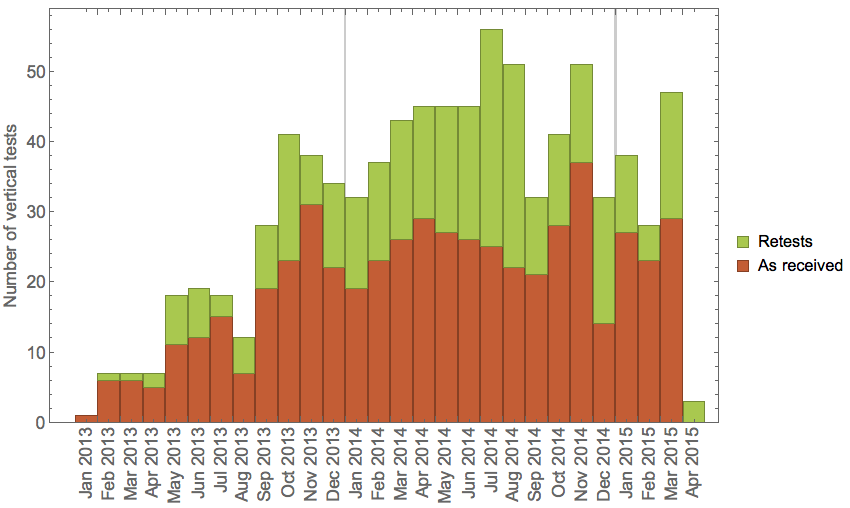 Number of vertical tests
50
40
30
20
10
0
Jan 2013
Feb 2013
Mar 2013
Apr 2013
May 2013
Jun 2013
Jul 2013
Aug 2013
Sep 2013
Oct 2013
Nov 2013
Dec 2013
Jan 2014
Feb 2014
Mar 2014
Apr 2014
May 2014
Jun 2014
Jul 2014
Aug 2014
Sep 2014
Oct 2014
Nov 2014
Dec 2014
Jan 2015
Feb 2015
Mar 2015
Apr 2015
Retests
As received